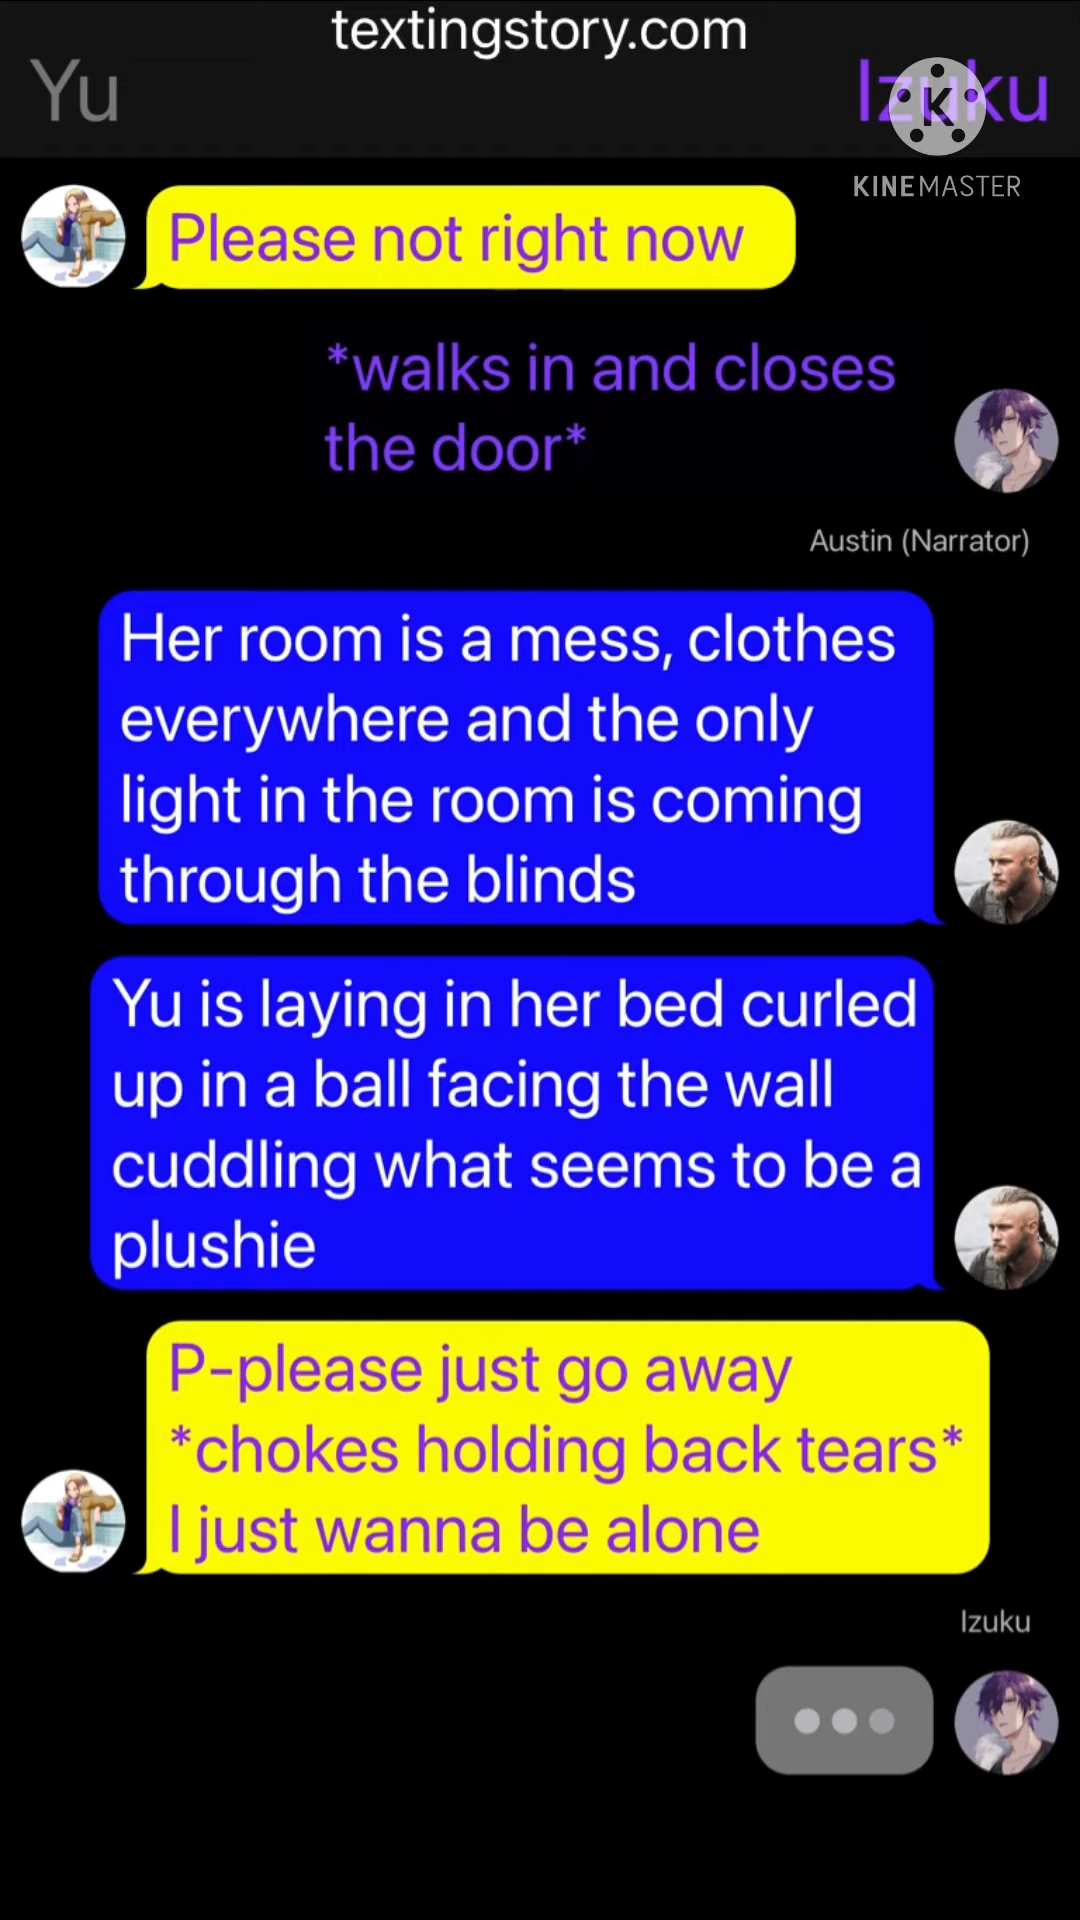 textingstory.com
Yu
Izuku
K
KINEMASTER
Please not right now
*walks in and closes
the door*
Austin (Narrator)
Her room is a mess, clothes
everywhere and the only
light in the room is coming
through the blinds
Yu is laying in her bed curled
up in a ball facing the wall
cuddling what seems to be a
plushie
P-please just go away
*chokes holding back tears*
I just wanna be alone
Izuku